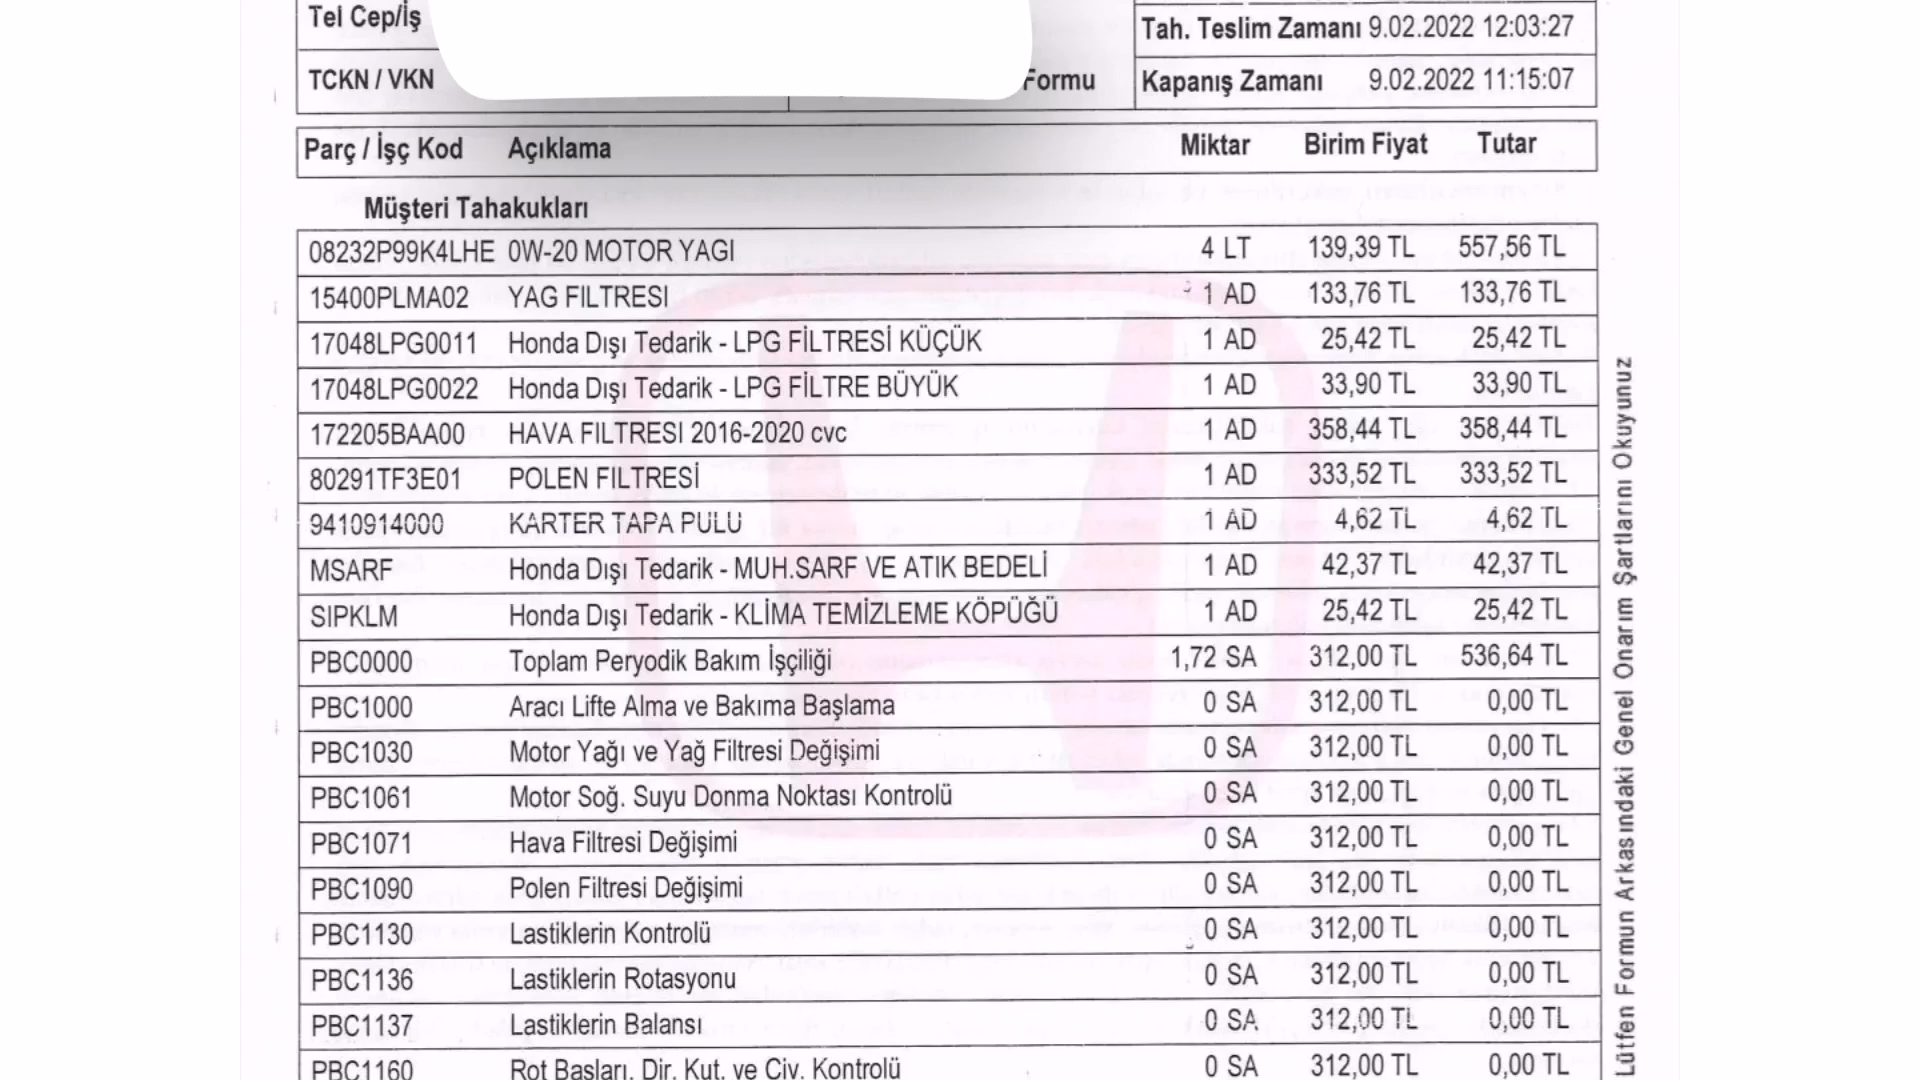 Tel Cep/İş
Tah. Teslim Zamanı 9.02.2022 12:03:27
TCKN / VKN Formu Kapanış Zamanı 9.02.2022 11:15:07
Parç / İşç Kod Açıklama Miktar Birim Fiyat Tutar
Müşteri Tahakukları
08232P99K4LHE 0W-20 MOTOR YAGI 4 LT 139,39 TL 557,56 TL
15400PLMA02 YAG FILTRESI 1 AD 133,76 TL 133,76 TL
17048LPG0011 Honda Dışı Tedarik - LPG FİLTRESİ KÜÇÜK 1 AD 25,42 TL 25,42 TL
17048LPG0022 Honda Dışı Tedarik - LPG FİLTRE BÜYÜK 1 AD 33,90 TL 33,90 TL
172205BAA00 HAVA FILTRESI 2016-2020 cvc 1 AD 358,44 TL 358,44 TL
80291TF3E01 POLEN FILTRESİ 1 AD 333,52 TL 333,52 TL
9410914000 KARTER TAPA PULU 1 AD 4,62 TL 4,62 TL
MSARF Honda Dışı Tedarik - MUH.SARF VE ATIK BEDELİ 1 AD 42,37 TL 42,37 TL
SIPKLM Honda Dışı Tedarik - KLİMA TEMİZLEME KÖPÜĞÜ 1 AD 25,42 TL 25,42 TL
PBC0000 Toplam Peryodik Bakım İşçiliği 1,72 SA 312,00 TL 536,64 TL
PBC1000 Aracı Lifte Alma ve Bakıma Başlama 0 SA 312,00 TL 0,00 TL
PBC1030 Motor Yağı ve Yağ Filtresi Değişimi 0 SA 312,00 TL 0,00 TL
PBC1061 Motor Soğ. Suyu Donma Noktası Kontrolü 0 SA 312,00 TL 0,00 TL
PBC1071 Hava Filtresi Değişimi 0 SA 312,00 TL 0,00 TL
PBC1090 Polen Filtresi Değişimi 0 SA 312,00 TL 0,00 TL
PBC1130 Lastiklerin Kontrolü 0 SA 312,00 TL 0,00 TL
PBC1136 Lastiklerin Rotasyonu 0 SA 312,00 TL 0,00 TL
PBC1137 Lastiklerin Balansı 0 SA 312,00 TL 0,00 TL
PBC1160 Rot Başları, Dir. Kut. ve Civ. Kontrolü 0 SA 312,00 TL 0,00 TL
Lütfen Formun Arkasındaki Genel Onarım Şartlarını Okuyunuz